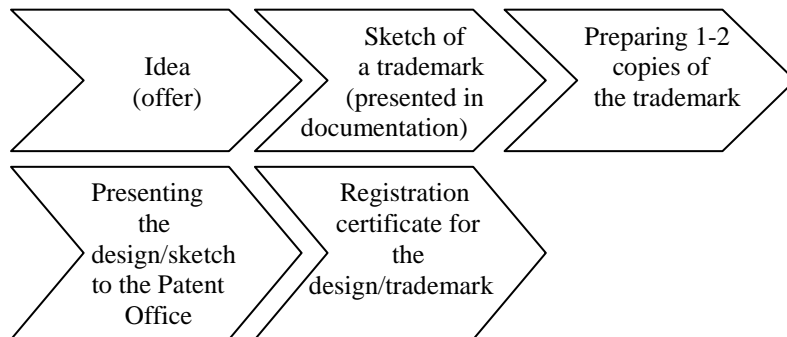 Idea
(offer)
Sketch of
a trademark
(presented in
documentation)
Preparing 1-2
copies of
the trademark
Presenting
the
design/sketch
to the Patent
Office
Registration
certificate for
the
design/trademark